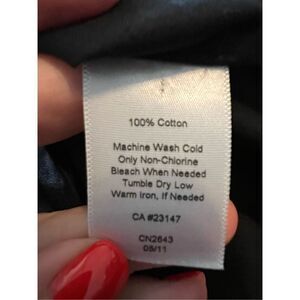 100% Cotton
Machine Wash Cold
Only Non-Chlorine
Bleach When Needed
Tumble Dry Low
Warm Iron, If Needed
CA #23147
CN2643
05/11